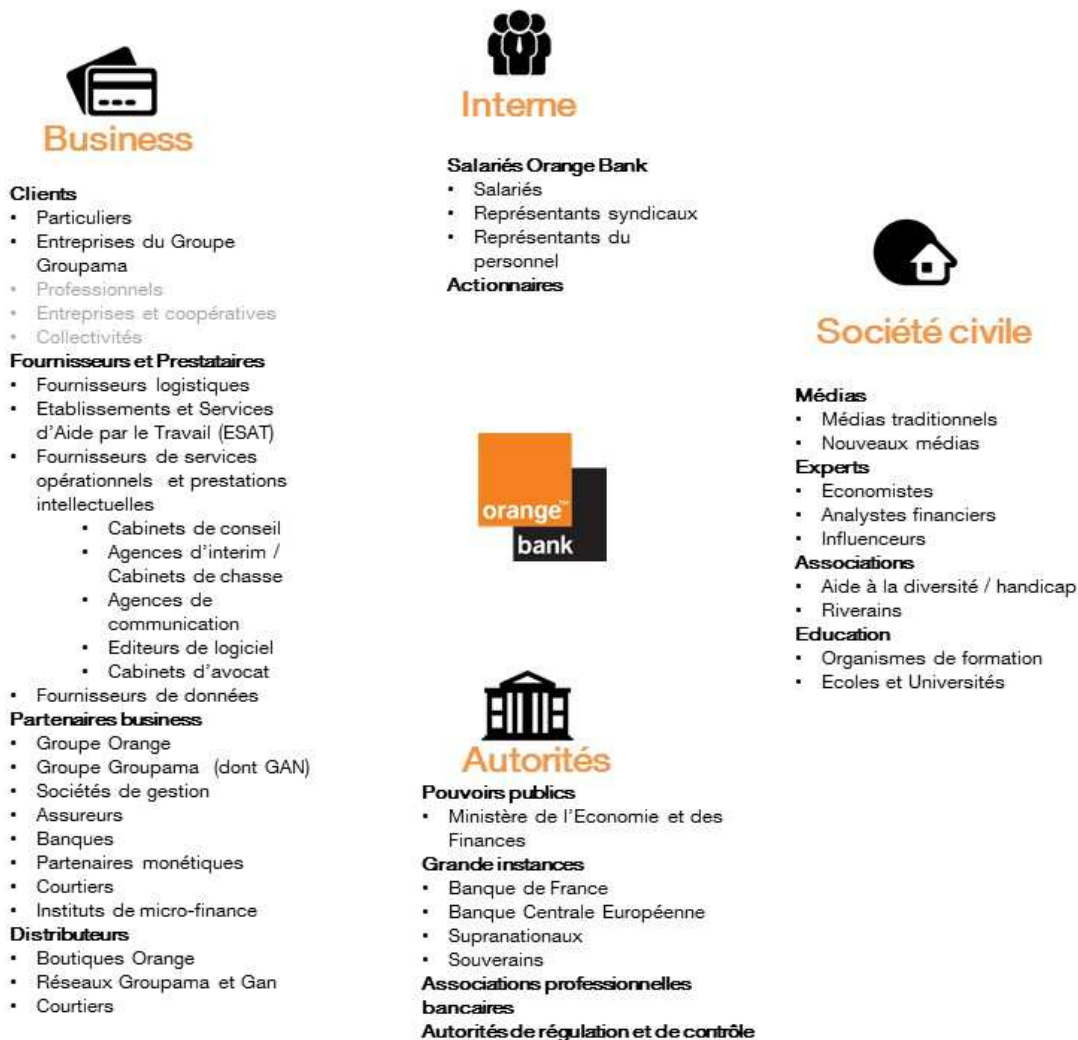 Business
Clients
• Particuliers
• Entreprises du Groupe
Groupama
• Professionnels
• Entreprises et coopératives
• Collectivités
Fournisseurs et Prestataires
• Fournisseurs logistiques
• Etablissements et Services
d'Aide par le Travail (ESAT)
• Fournisseurs de services
opérationnels et prestations
intellectuelles
• Cabinets de conseil
• Agences d'interim /
Cabinets de chasse
• Agences de
communication
• Editeurs de logiciel
• Cabinets d'avocat
• Fournisseurs de données
Partenaires business
• Groupe Orange
• Groupe Groupama (dont GAN)
• Sociétés de gestion
• Assureurs
• Banques
• Partenaires monétiques
• Courtiers
• Instituts de micro-finance
Distributeurs
• Boutiques Orange
• Réseaux Groupama et Gan
• Courtiers
Interne
Salariés Orange Bank
• Salariés
• Représentants syndicaux
• Représentants du
personnel
Actionnaires
orange™
bank
Autorités
Pouvoirs publics
• Ministère de l'Economie et des
Finances
Grande instances
• Banque de France
• Banque Centrale Européenne
• Supranationaux
• Souverains
Associations professionnelles
bancaires
Autorités de régulation et de contrôle
Société civile
Médias
• Médias traditionnels
• Nouveaux médias
Experts
• Economistes
• Analystes financiers
• Influenceurs
Associations
• Aide à la diversité / handicap
• Riverains
Education
• Organismes de formation
• Ecoles et Universités